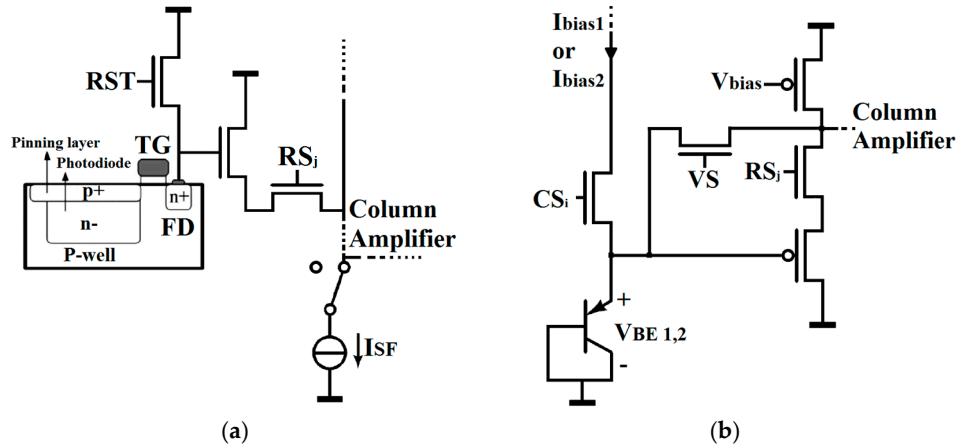 RST
Pinning layer
TG
Photodiode
p+
n+
n-
FD
P-well
RSj
Column
Amplifier
ISF
(a)
Ibias1
or
Ibias2
Vbias
Column
Amplifier
VS
RSj
CSi
+
VBE 1,2
-
(b)